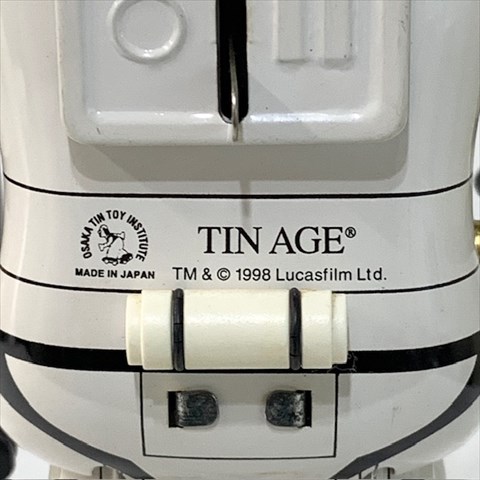 OSAKA TIN TOY INSTITUTE
MADE IN JAPAN
TIN AGE®
TM & © 1998 Lucasfilm Ltd.